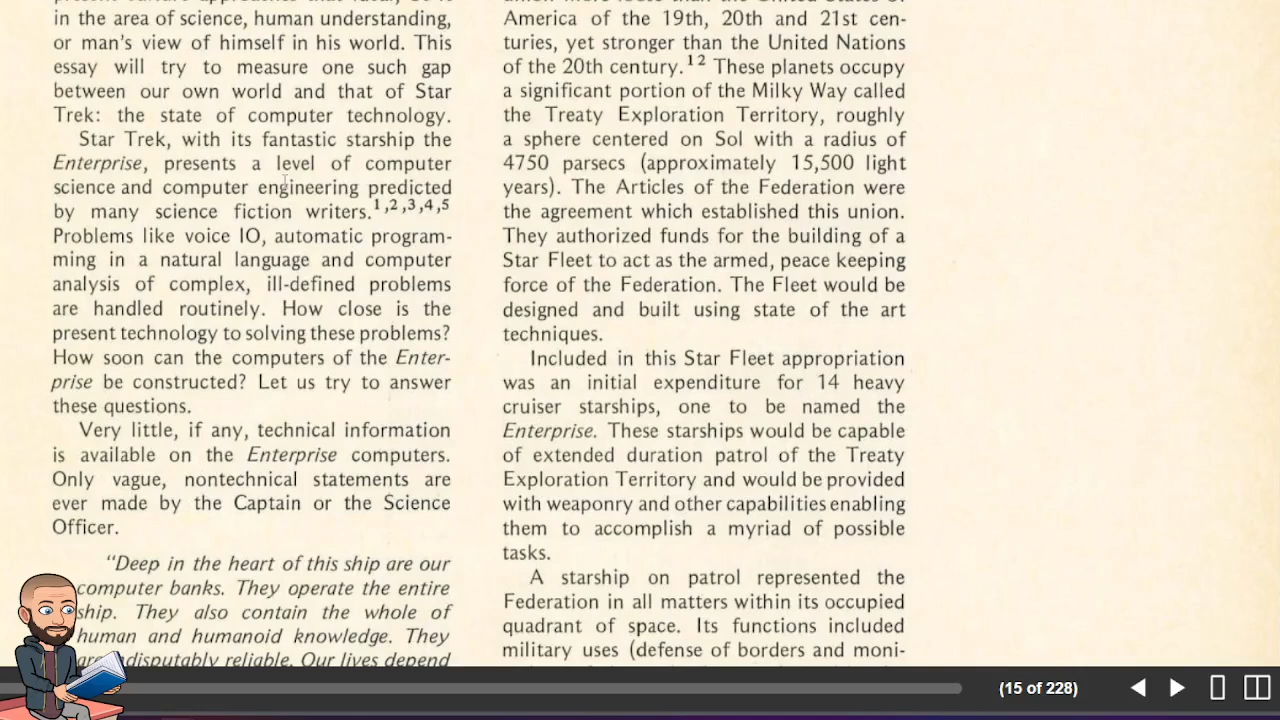 in the area of science, human understanding,
or man's view of himself in his world. This
essay will try to measure one such gap
between our own world and that of Star
Trek: the state of computer technology.
Star Trek, with its fantastic starship the
Enterprise, presents a level of computer
science and computer engineering predicted
by many science fiction writers.1,2,3,4,5
Problems like voice IO, automatic program-
ming in a natural language and computer
analysis of complex, ill-defined problems
are handled routinely. How close is the
present technology to solving these problems?
How soon can the computers of the Enter-
prise be constructed? Let us try to answer
these questions.
Very little, if any, technical information
is available on the Enterprise computers.
Only vague, nontechnical statements are
ever made by the Captain or the Science
Officer.
"Deep in the heart of this ship are our
computer banks. They operate the entire
ship. They also contain the whole of
human and humanoid knowledge. They
disputably reliable. Our lives depend
America of the 19th, 20th and 21st cen-
turies, yet stronger than the United Nations
of the 20th century.12 These planets occupy
a significant portion of the Milky Way called
the Treaty Exploration Territory, roughly
a sphere centered on Sol with a radius of
4750 parsecs (approximately 15,500 light
years). The Articles of the Federation were
the agreement which established this union.
They authorized funds for the building of a
Star Fleet to act as the armed, peace keeping
force of the Federation. The Fleet would be
designed and built using state of the art
techniques.
Included in this Star Fleet appropriation
was an initial expenditure for 14 heavy
cruiser starships, one to be named the
Enterprise. These starships would be capable
of extended duration patrol of the Treaty
Exploration Territory and would be provided
with weaponry and other capabilities enabling
them to accomplish a myriad of possible
tasks.
A starship on patrol represented the
Federation in all matters within its occupied
quadrant of space. Its functions included
military uses (defense of borders and moni-
(15 of 228)